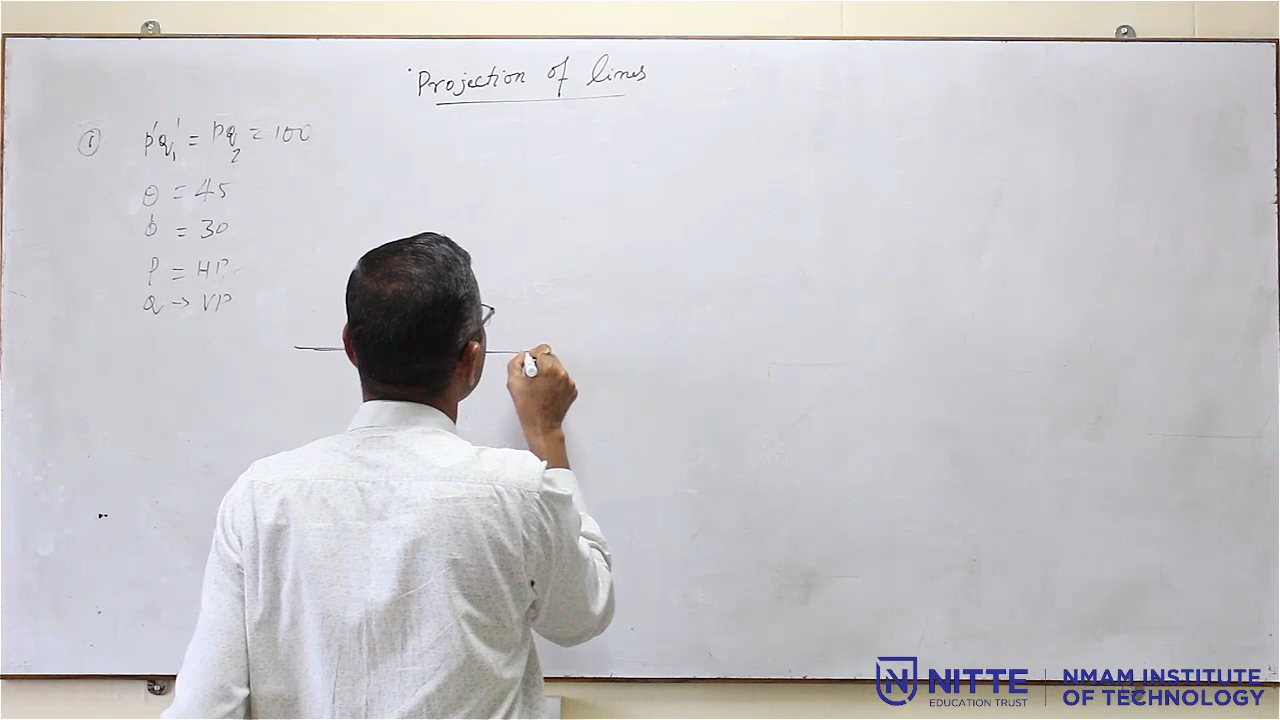 Projection of lines
① p'q₁' = pq₂ = 100
θ = 45
ϕ = 30
P = HP
Q → VP
NITTE
EDUCATION TRUST
NMAM INSTITUTE
OF TECHNOLOGY